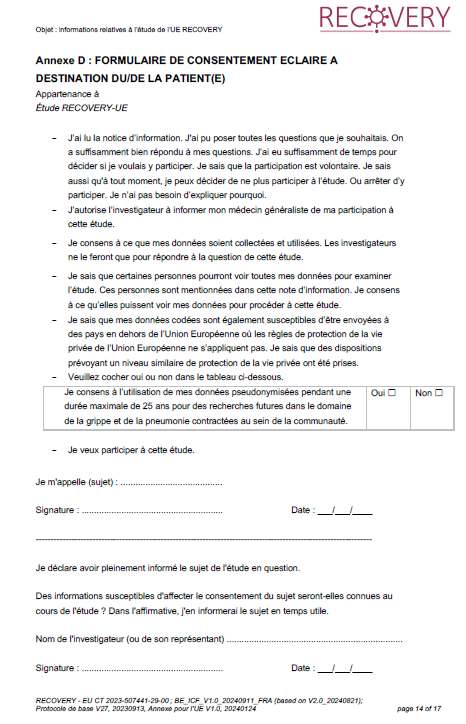 RECOVERY
Objet : informations relatives à l'étude de l'UE RECOVERY
Annexe D : FORMULAIRE DE CONSENTEMENT ECLAIRE A
DESTINATION DU/DE LA PATIENT(E)
Appartenance à
Étude RECOVERY-UE
– J'ai lu la notice d'information. J'ai pu poser toutes les questions que je souhaitais. On
a suffisamment bien répondu à mes questions. J'ai eu suffisamment de temps pour
décider si je voulais y participer. Je sais que la participation est volontaire. Je sais
aussi qu'à tout moment, je peux décider de ne plus participer à l'étude. Ou arrêter d'y
participer. Je n'ai pas besoin d'expliquer pourquoi.
– J'autorise l'investigateur à informer mon médecin généraliste de ma participation à
cette étude.
– Je consens à ce que mes données soient collectées et utilisées. Les investigateurs
ne le feront que pour répondre à la question de cette étude.
– Je sais que certaines personnes pourront voir toutes mes données pour examiner
l'étude. Ces personnes sont mentionnées dans cette note d'information. Je consens
à ce qu'elles puissent voir mes données pour procéder à cette étude.
– Je sais que mes données codées sont également susceptibles d'être envoyées à
des pays en dehors de l'Union Européenne où les règles de protection de la vie
privée de l'Union Européenne ne s'appliquent pas. Je sais que des dispositions
prévoyant un niveau similaire de protection de la vie privée ont été prises.
– Veuillez cocher oui ou non dans le tableau ci-dessous.
Je consens à l'utilisation de mes données pseudonymisées pendant une Oui ☐ Non ☐
durée maximale de 25 ans pour des recherches futures dans le domaine
de la grippe et de la pneumonie contractées au sein de la communauté.
– Je veux participer à cette étude.
Je m'appelle (sujet) : .........................................
Signature : .................................................... Date : ___/___/____
--------------------------------------------------------------------------------
Je déclare avoir pleinement informé le sujet de l'étude en question.
Des informations susceptibles d'affecter le consentement du sujet seront-elles connues au
cours de l'étude ? Dans l'affirmative, j'en informerai le sujet en temps utile.
Nom de l'investigateur (ou de son représentant) ................................................................
Signature : .................................................... Date : ___/___/____
RECOVERY - EU CT 2023-507441-29-00 ; BE_ICF_V1.0_20240911_FRA (based on V2.0_20240821);
Protocole de base V27, 20230913, Annexe pour l'UE V1.0, 20240124 page 14 of 17